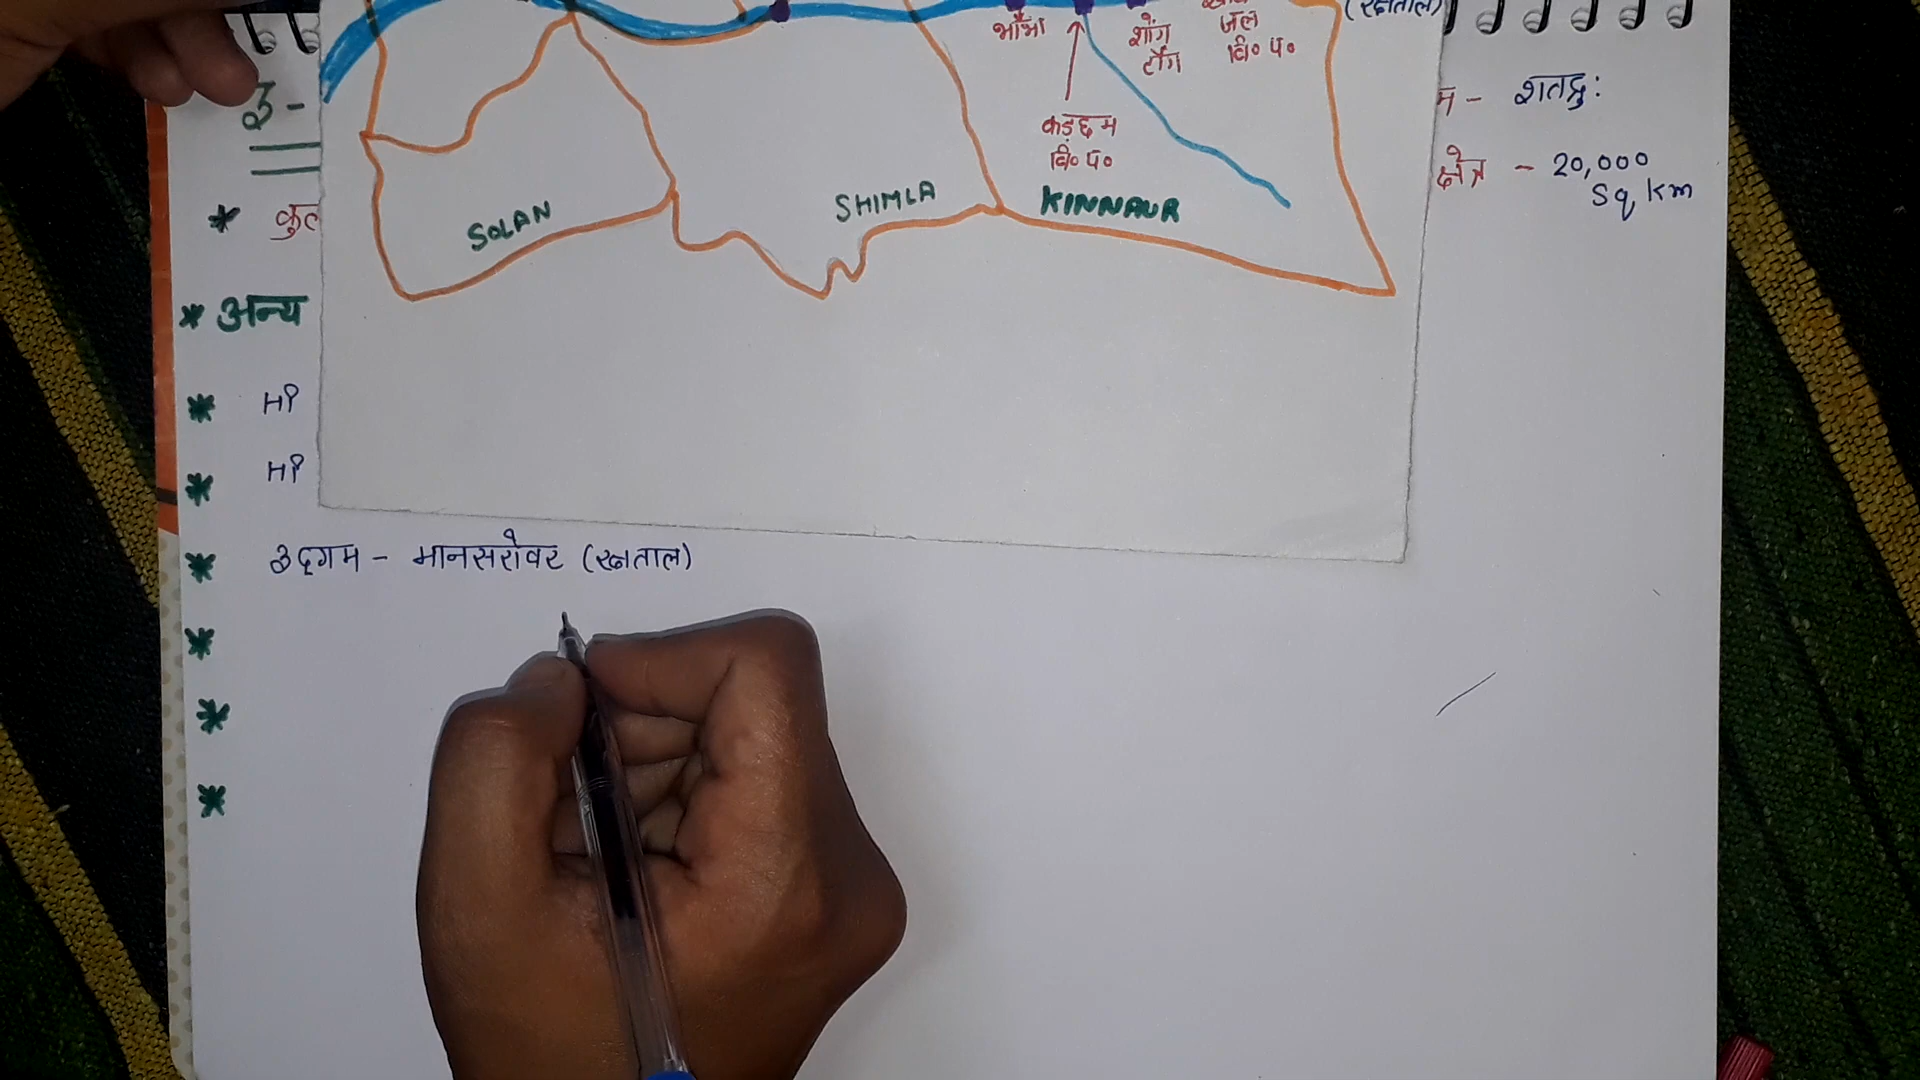 (रक्षताल)
भाँभा
शोंग
टोंग
जल
वि० प०
कड़छम
वि० प०
SOLAN
SHIMLA
KINNAUR
इ-
म - शतद्रु:
क्षेत्र - 20,000
Sq km
* कुल
* अन्य
* HP
* HP
* उद्गम - मानसरोवर (रक्षताल)
*
*
*